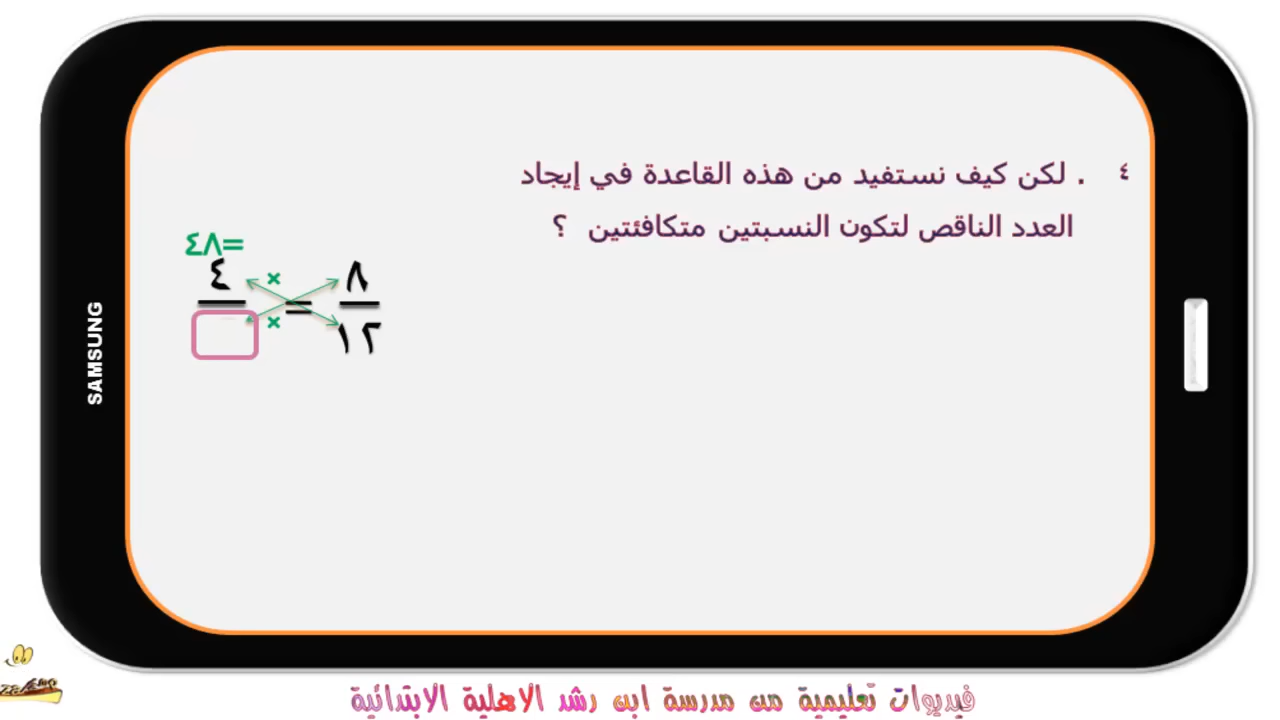 ٤ . لكن كيف نستفيد من هذه القاعدة في إيجاد
العدد الناقص لتكون النسبتين متكافئتين ؟
=٤٨
٨ × ٤
=
١٢ ×
SAMSUNG
فيديوات تعليمية من مدرسة ابن رشد الاهلية الابتدائية